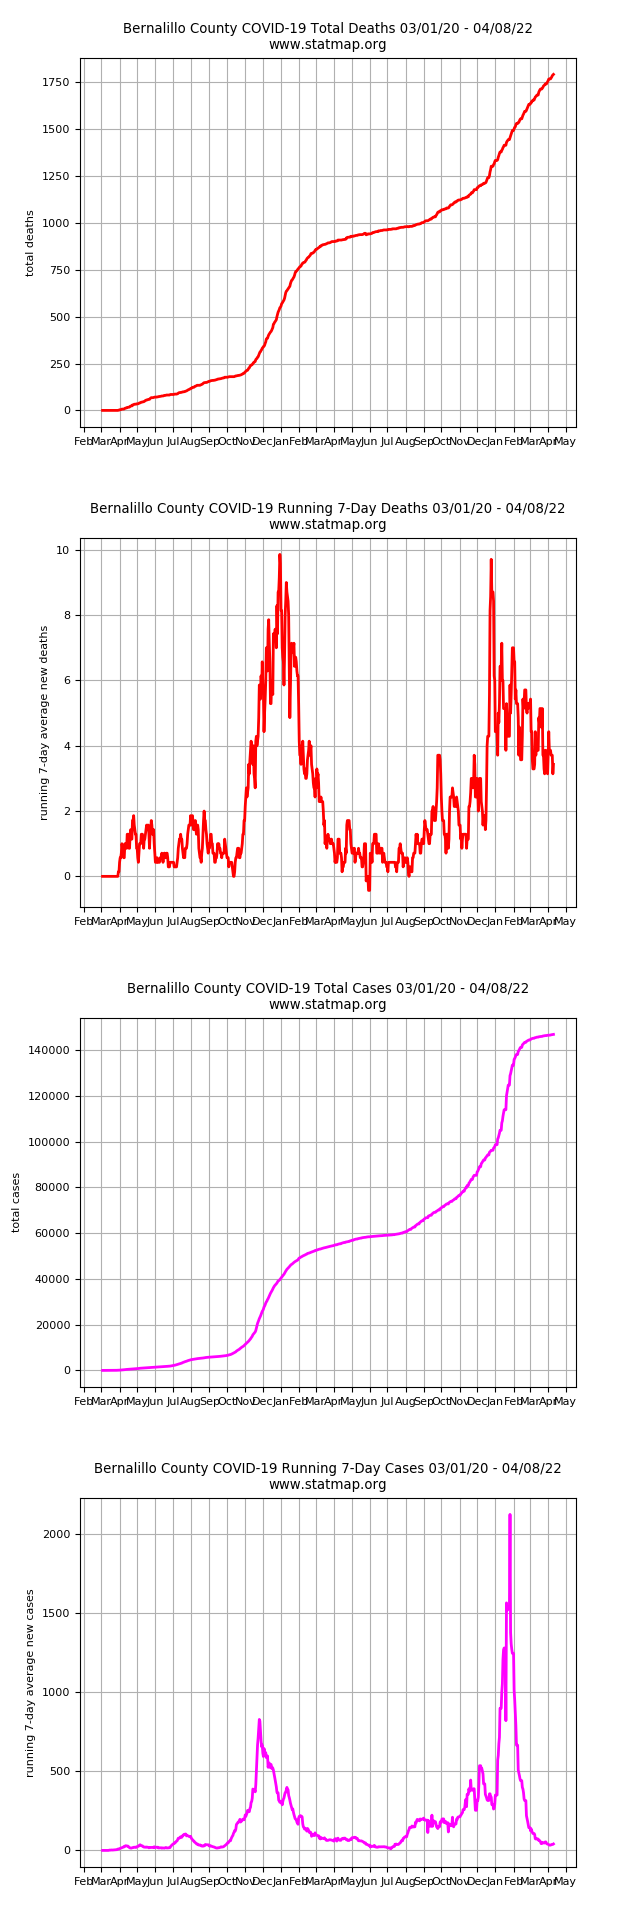 Bernalillo County COVID-19 Total Deaths 03/01/20 - 04/08/22
www.statmap.org
total deaths
1750
1500
1250
1000
750
500
250
0
Feb Mar Apr May Jun Jul Aug Sep Oct Nov Dec Jan Feb Mar Apr May Jun Jul Aug Sep Oct Nov Dec Jan Feb Mar Apr May
Bernalillo County COVID-19 Running 7-Day Deaths 03/01/20 - 04/08/22
www.statmap.org
running 7-day average new deaths
10
8
6
4
2
0
Feb Mar Apr May Jun Jul Aug Sep Oct Nov Dec Jan Feb Mar Apr May Jun Jul Aug Sep Oct Nov Dec Jan Feb Mar Apr May
Bernalillo County COVID-19 Total Cases 03/01/20 - 04/08/22
www.statmap.org
total cases
140000
120000
100000
80000
60000
40000
20000
0
Feb Mar Apr May Jun Jul Aug Sep Oct Nov Dec Jan Feb Mar Apr May Jun Jul Aug Sep Oct Nov Dec Jan Feb Mar Apr May
Bernalillo County COVID-19 Running 7-Day Cases 03/01/20 - 04/08/22
www.statmap.org
running 7-day average new cases
2000
1500
1000
500
0
Feb Mar Apr May Jun Jul Aug Sep Oct Nov Dec Jan Feb Mar Apr May Jun Jul Aug Sep Oct Nov Dec Jan Feb Mar Apr May